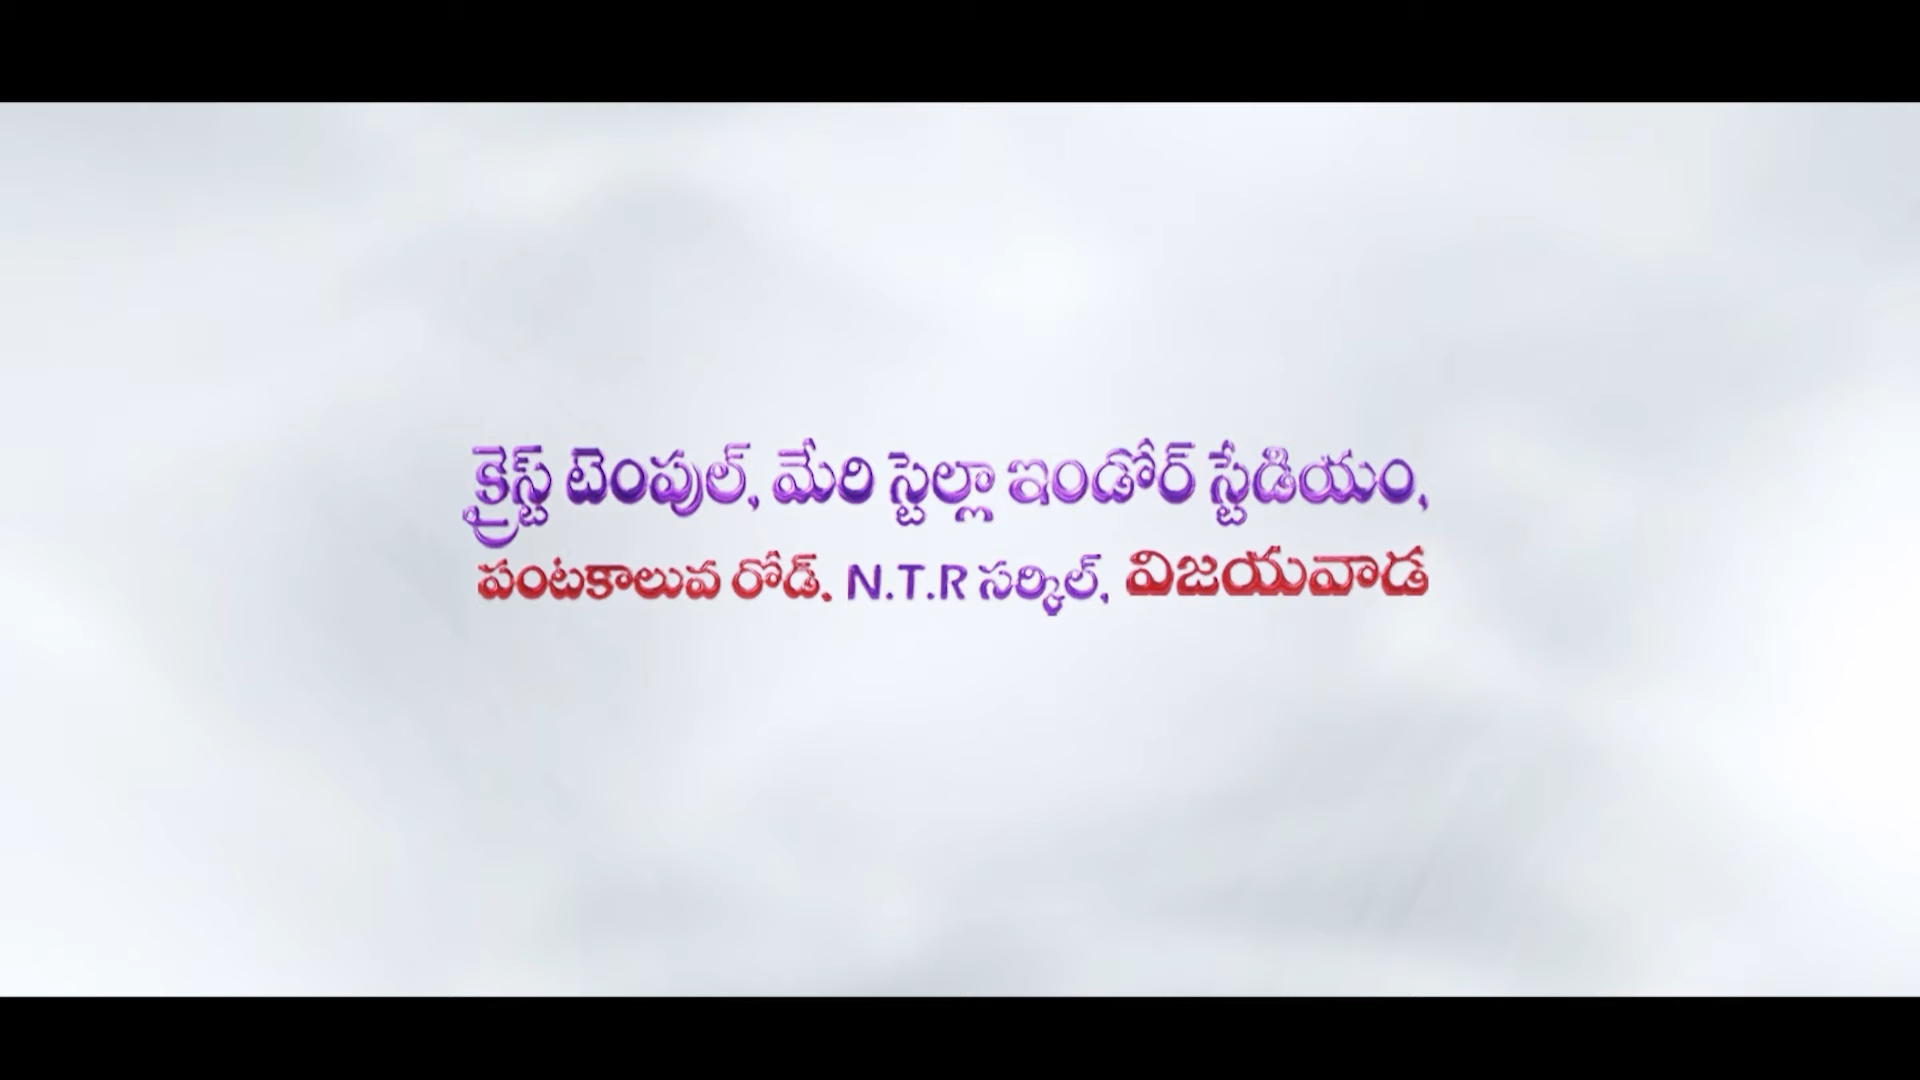 క్రైస్ట్ టెంపుల్, మేరి స్టెల్లా ఇండోర్ స్టేడియం,
పంటకాలువ రోడ్. N.T.R సర్కిల్, విజయవాడ